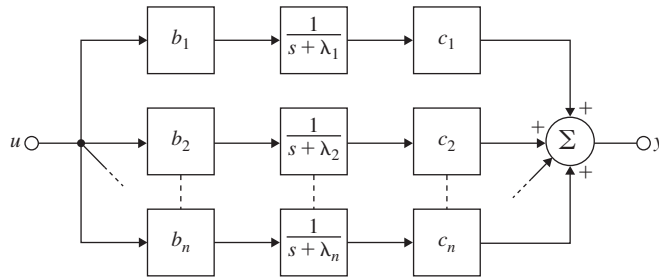 b1 1/(s + λ1) c1
+
u b2 1/(s + λ2) c2 + Σ y
+
bn 1/(s + λn) cn